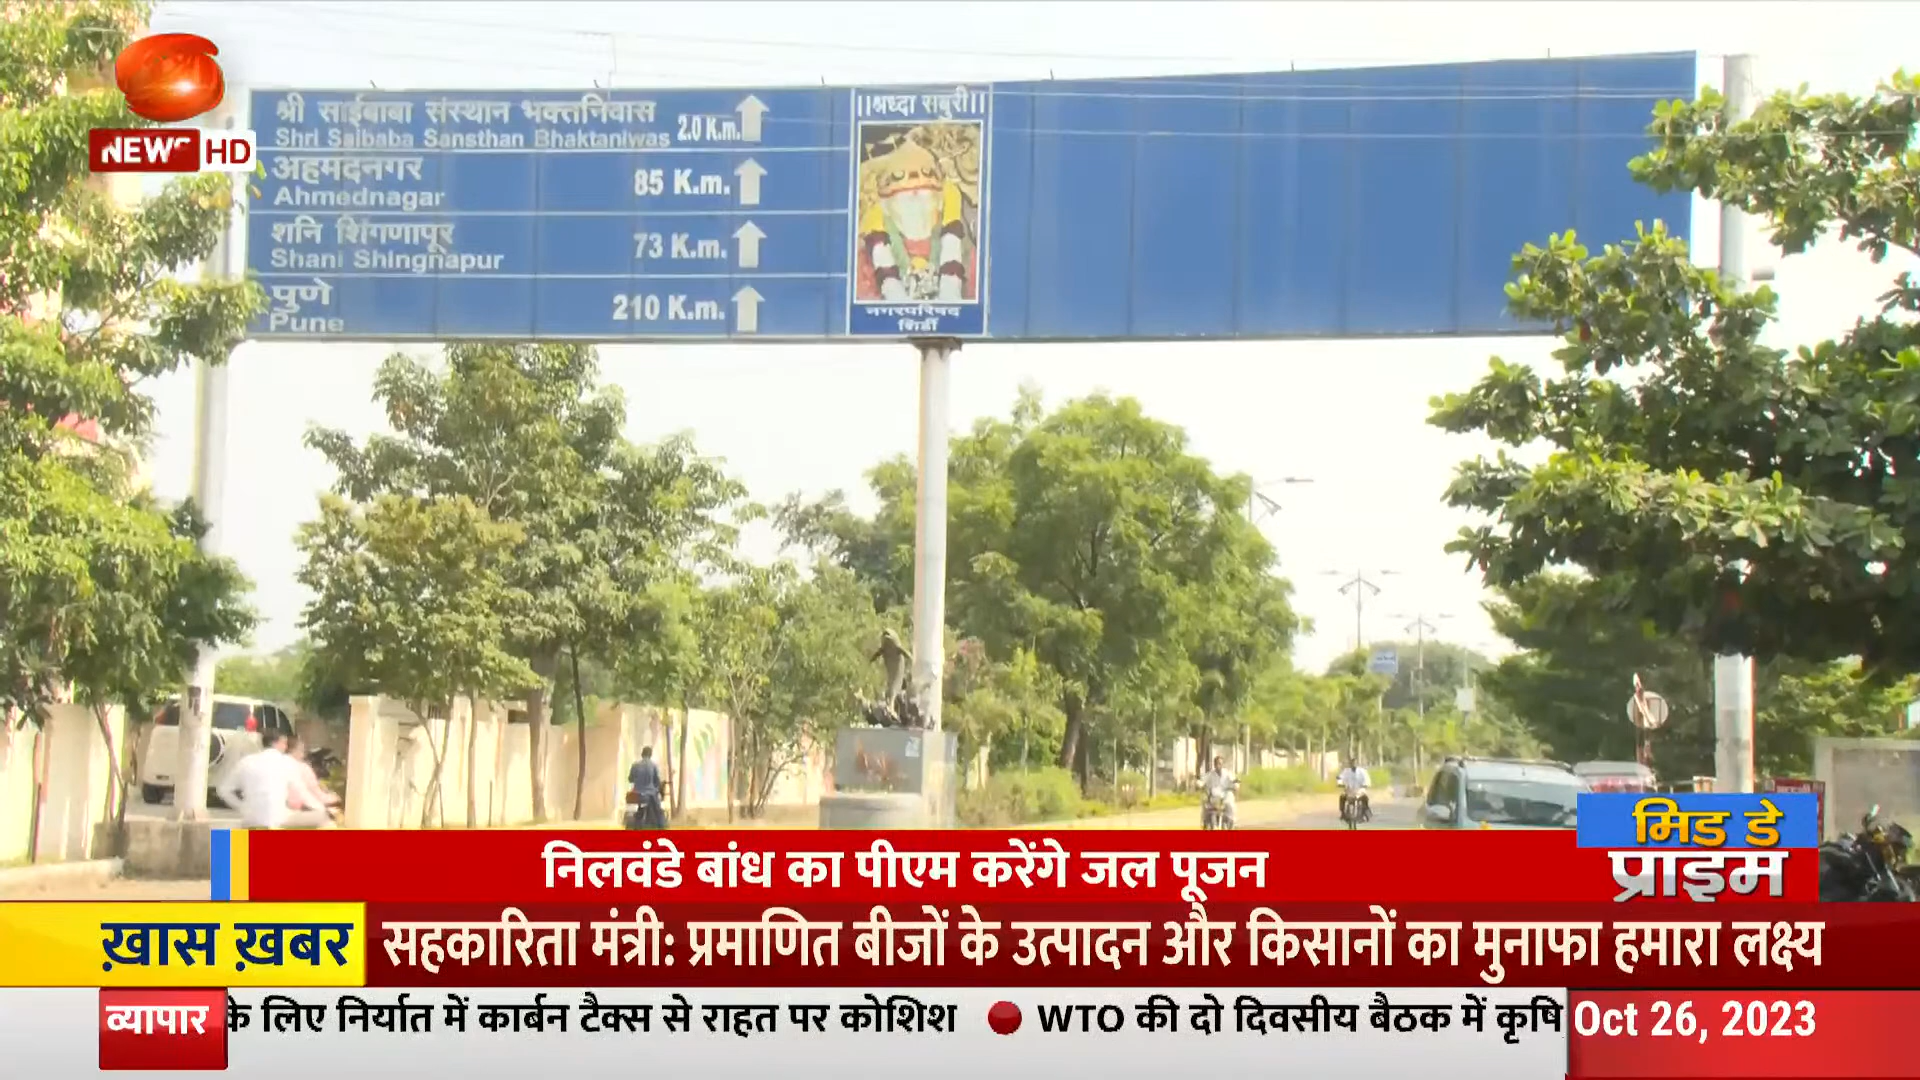 NEWS HD
श्री साईबाबा संस्थान भक्तनिवास
Shri Saibaba Sansthan Bhaktaniwas 2.0 K.m.
अहमदनगर
Ahmednagar 85 K.m.
शनि शिंगणापूर
Shani Shingnapur 73 K.m.
पुणे
Pune 210 K.m.
||श्रध्दा सबुरी||
नगरपरिषद
शिर्डी
मिड डे
प्राइम
निलवंडे बांध का पीएम करेंगे जल पूजन
ख़ास ख़बर सहकारिता मंत्री: प्रमाणित बीजों के उत्पादन और किसानों का मुनाफा हमारा लक्ष्य
व्यापार के लिए निर्यात में कार्बन टैक्स से राहत पर कोशिश WTO की दो दिवसीय बैठक में कृषि Oct 26, 2023